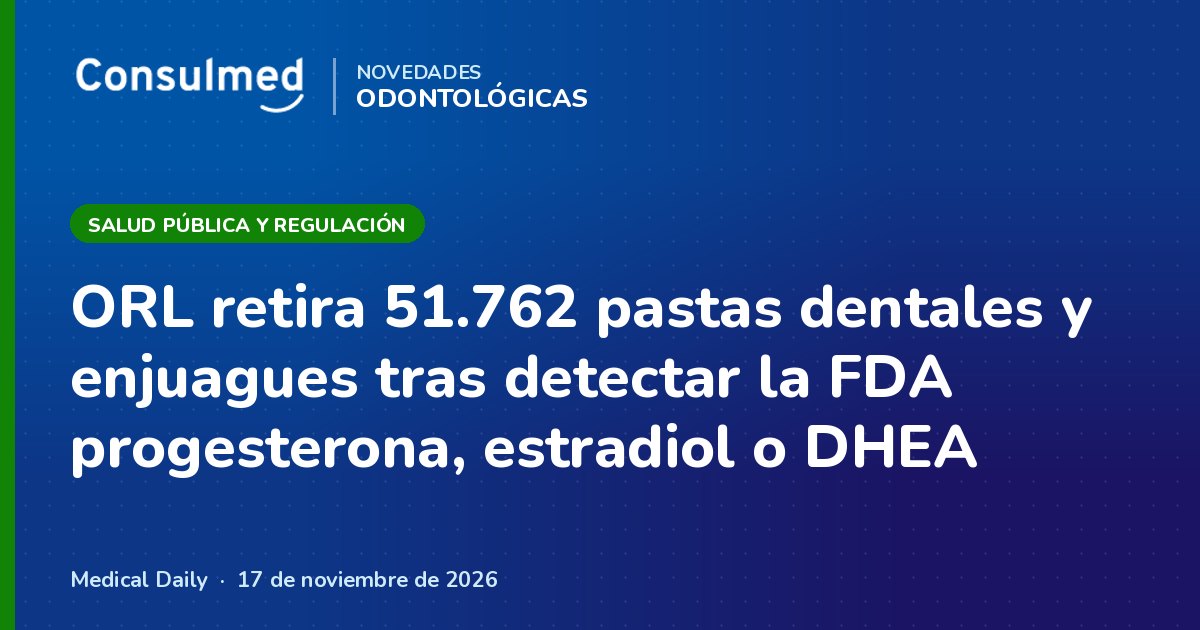 Consulmed
NOVEDADES
ODONTOLÓGICAS
SALUD PÚBLICA Y REGULACIÓN
ORL retira 51.762 pastas dentales y
enjuagues tras detectar la FDA
progesterona, estradiol o DHEA
Medical Daily · 17 de noviembre de 2026